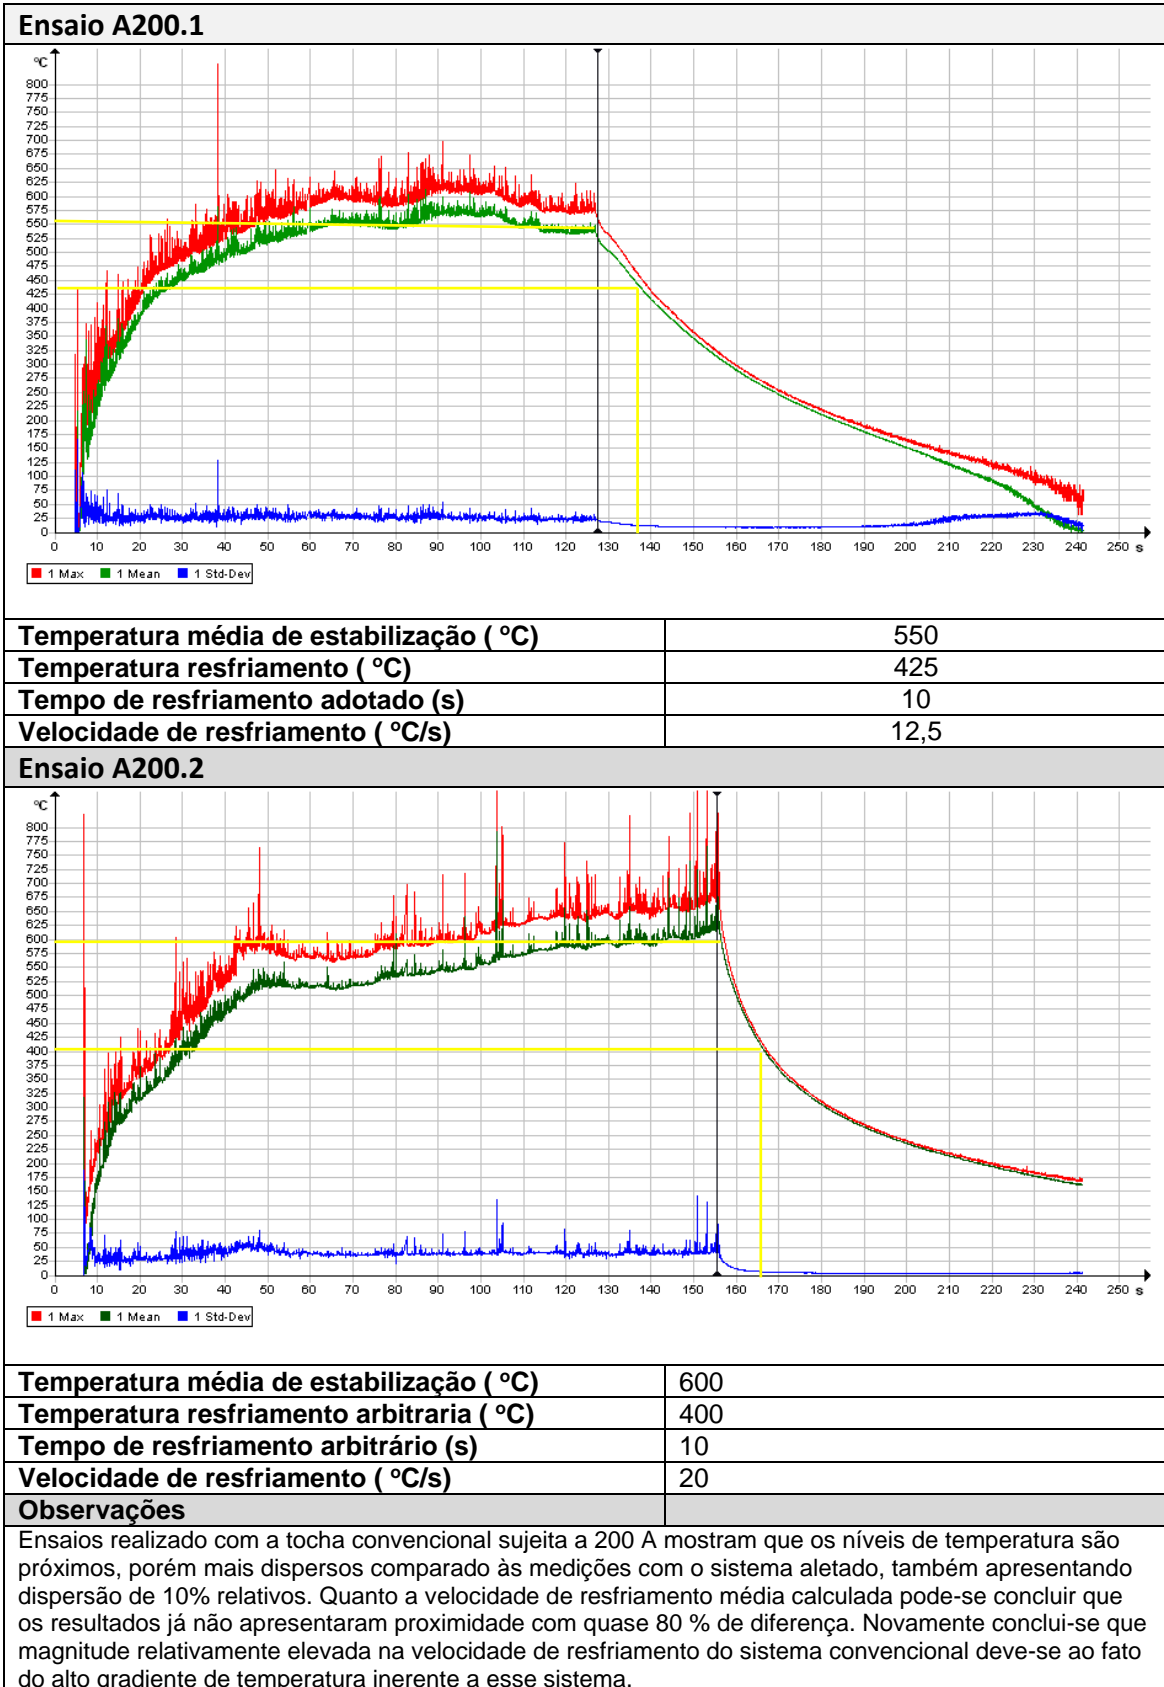 Ensaio A200.1
ºC
800
775
750
725
700
675
650
625
600
575
550
525
500
475
450
425
400
375
350
325
300
275
250
225
200
175
150
125
100
75
50
25
0
0 10 20 30 40 50 60 70 80 90 100 110 120 130 140 150 160 170 180 190 200 210 220 230 240 250 s
1 Max 1 Mean 1 Std-Dev
Temperatura média de estabilização ( ºC) 550
Temperatura resfriamento ( ºC) 425
Tempo de resfriamento adotado (s) 10
Velocidade de resfriamento ( ºC/s) 12,5
Ensaio A200.2
ºC
800
775
750
725
700
675
650
625
600
575
550
525
500
475
450
425
400
375
350
325
300
275
250
225
200
175
150
125
100
75
50
25
0
0 10 20 30 40 50 60 70 80 90 100 110 120 130 140 150 160 170 180 190 200 210 220 230 240 250 s
1 Max 1 Mean 1 Std-Dev
Temperatura média de estabilização ( ºC) 600
Temperatura resfriamento arbitraria ( ºC) 400
Tempo de resfriamento arbitrário (s) 10
Velocidade de resfriamento ( ºC/s) 20
Observações
Ensaios realizado com a tocha convencional sujeita a 200 A mostram que os níveis de temperatura são
próximos, porém mais dispersos comparado às medições com o sistema aletado, também apresentando
dispersão de 10% relativos. Quanto a velocidade de resfriamento média calculada pode-se concluir que
os resultados já não apresentaram proximidade com quase 80 % de diferença. Novamente conclui-se que
magnitude relativamente elevada na velocidade de resfriamento do sistema convencional deve-se ao fato
do alto gradiente de temperatura inerente a esse sistema.